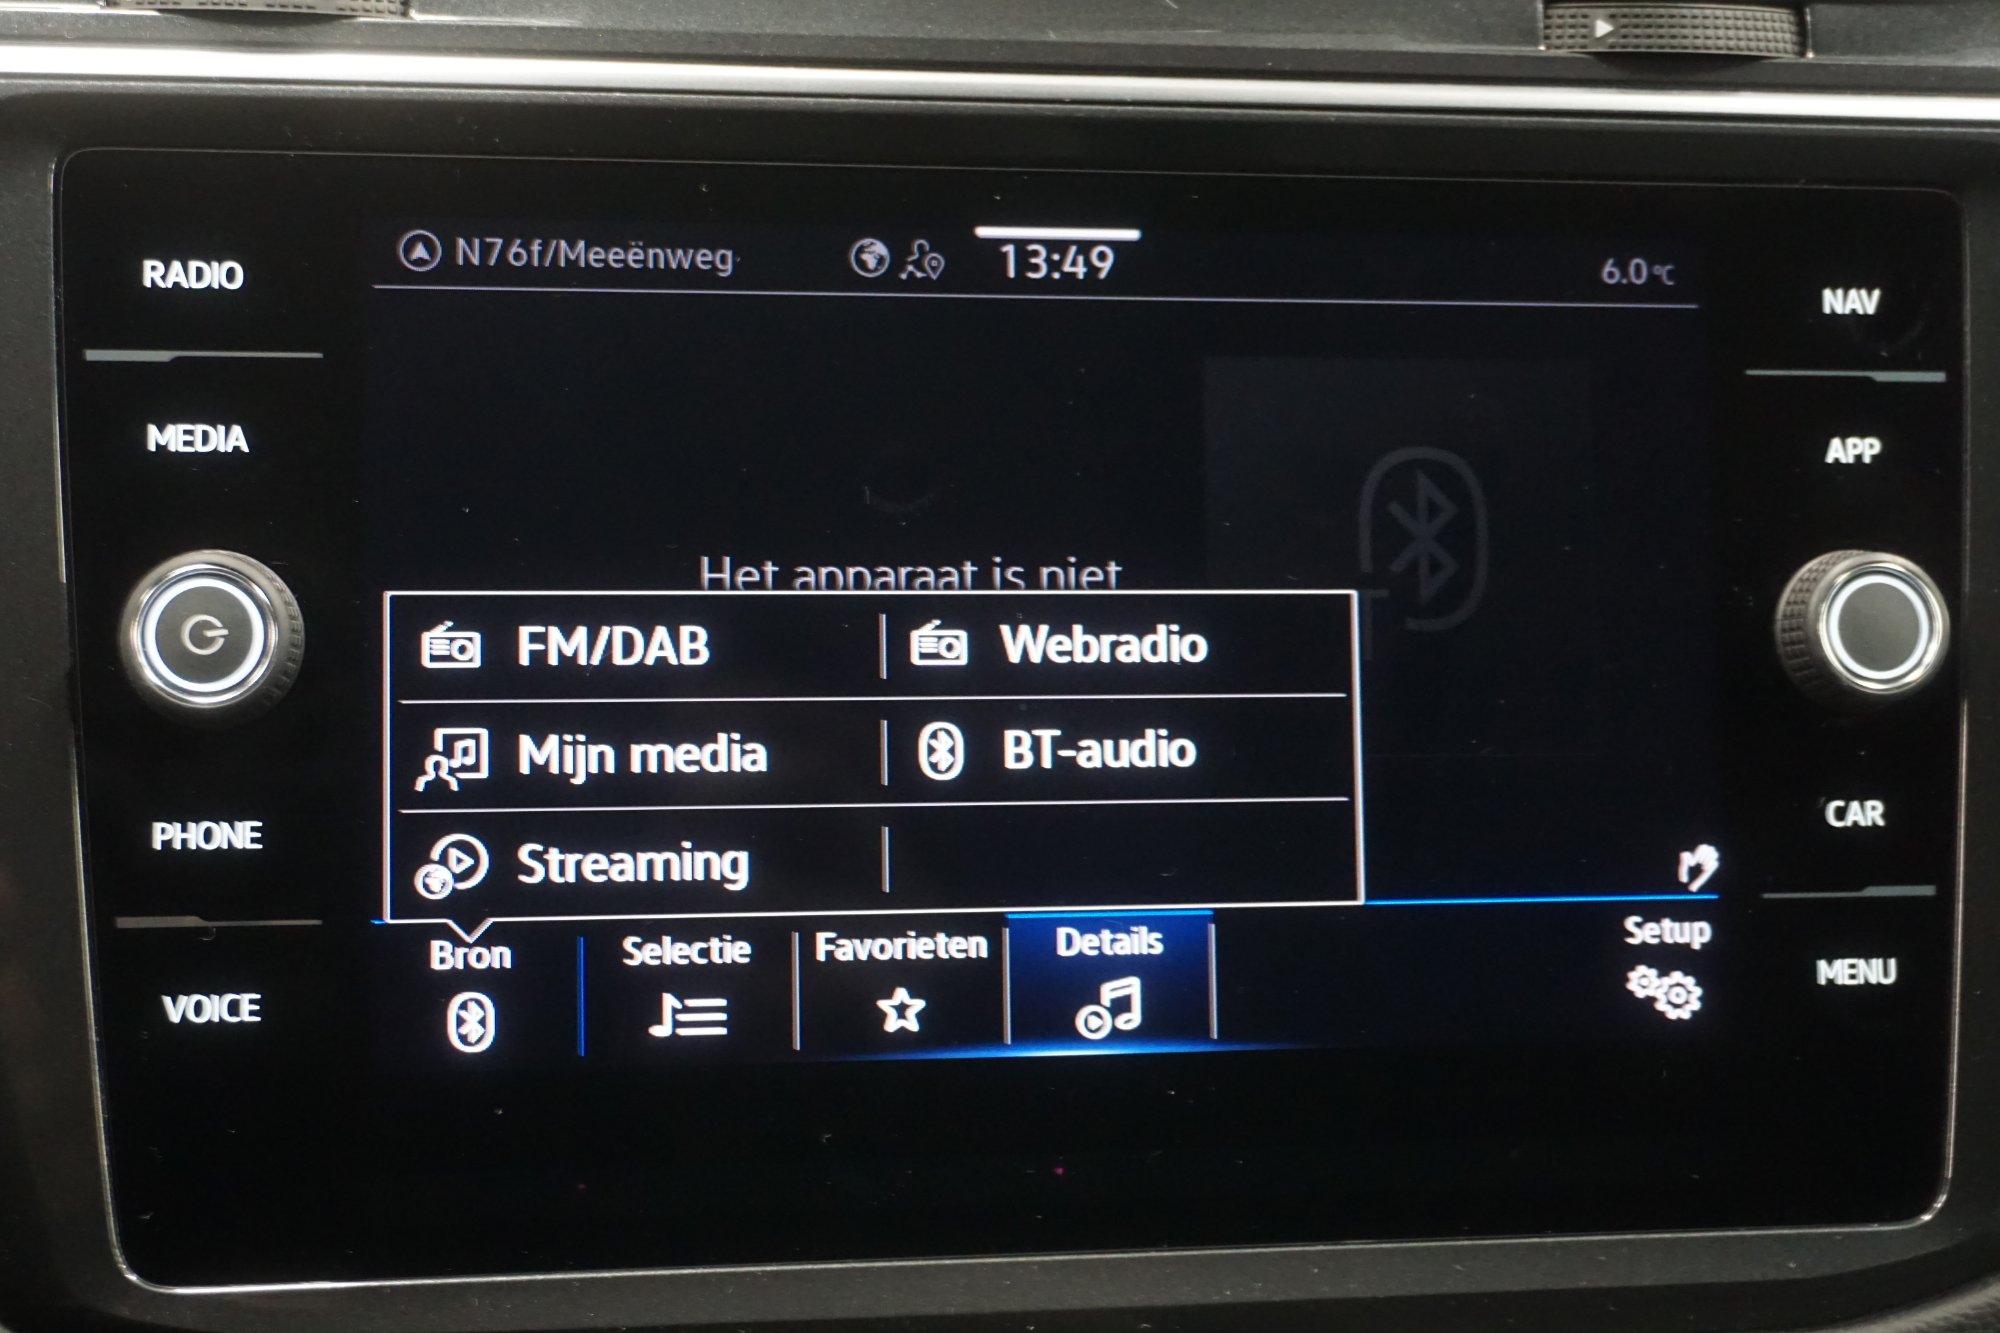 RADIO
MEDIA
PHONE
VOICE
N76f/Meeënweg
13:49
6.0°C
Het apparaat is niet
FM/DAB
Webradio
Mijn media
BT-audio
Streaming
Bron
Selectie
Favorieten
Details
Setup
NAV
APP
CAR
MENU